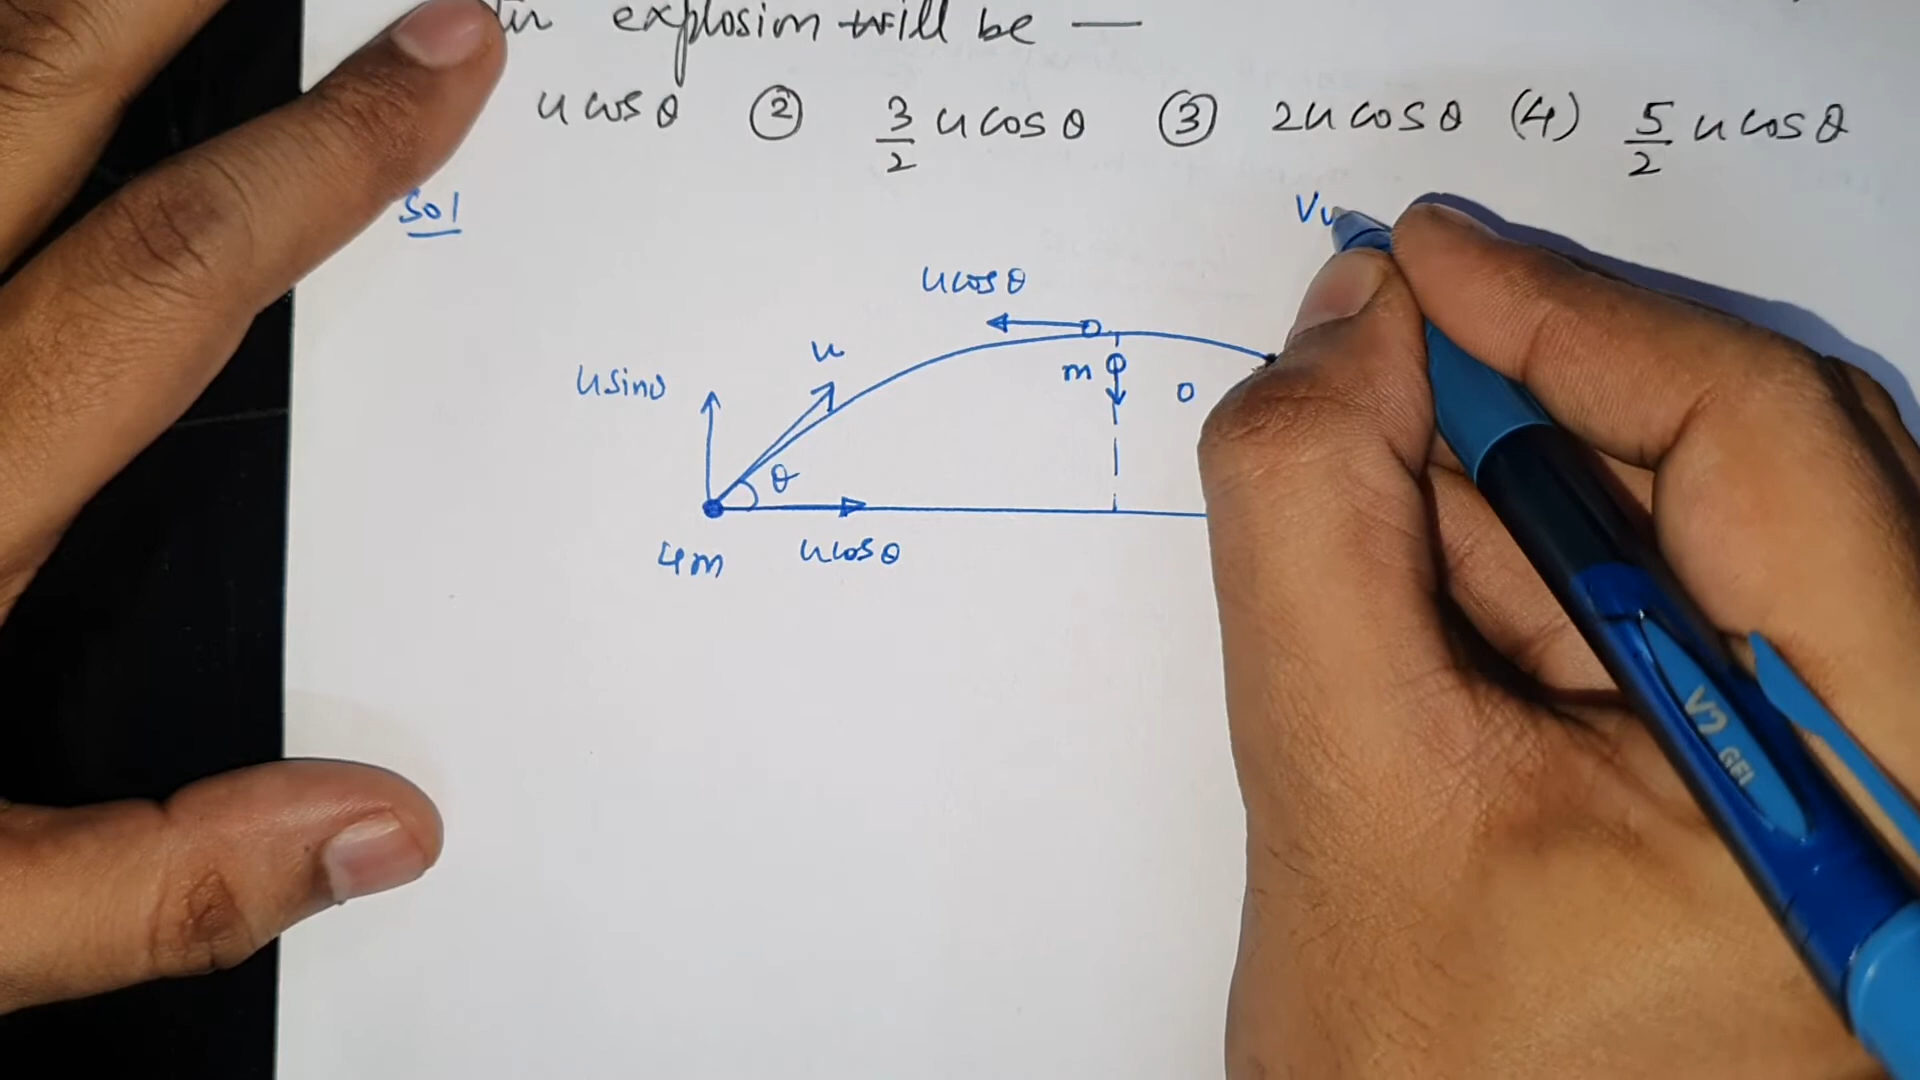 explosion will be —
u cos θ ② 3/2 u cos θ ③ 2u cos θ (4) 5/2 u cos θ
Sol
u cos θ
u
u sin θ
m
0
θ
4m u cos θ
V2 GEL